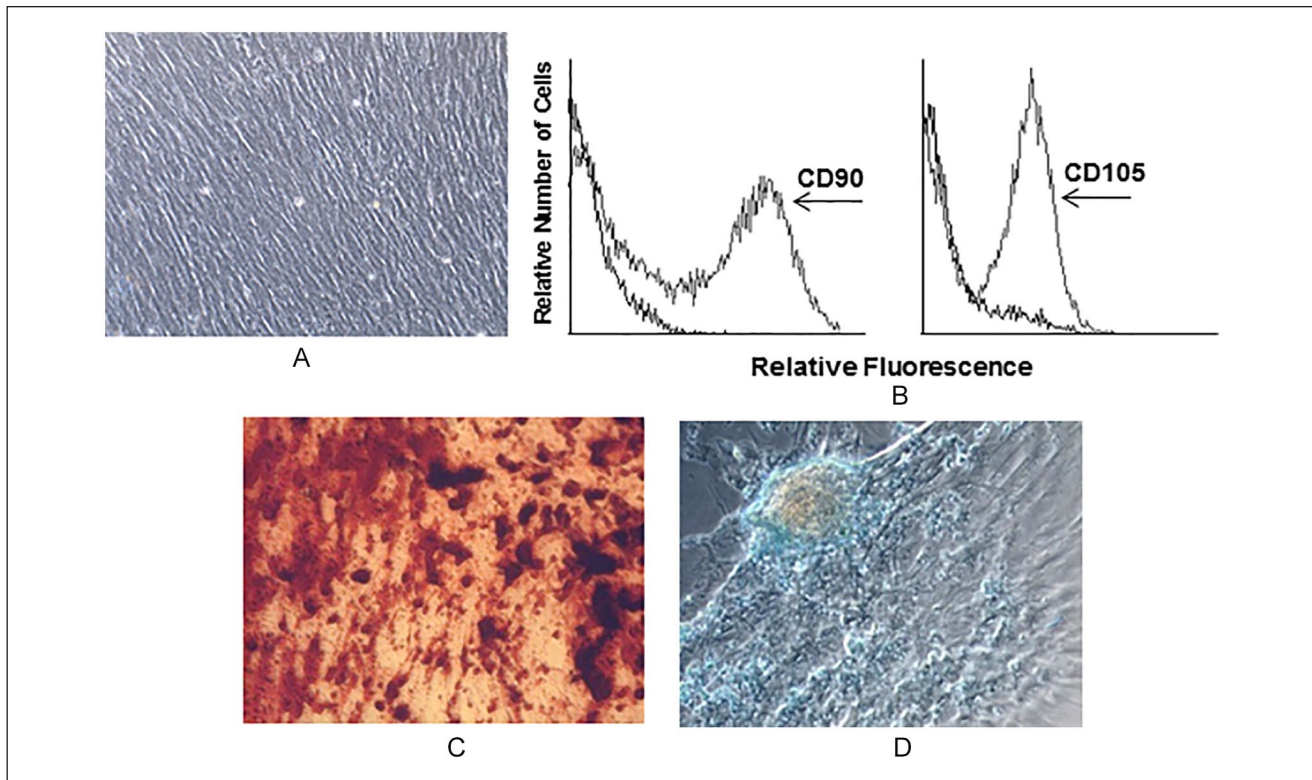 A
Relative Number of Cells
CD90
CD105
Relative Fluorescence
B
C
D